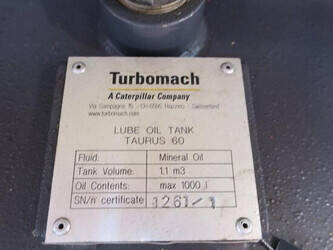 Turbomach
A Caterpillar Company
Via Campagna 15 - CH-6595 Riazzino - Switzerland
www.turbomach.com
LUBE OIL TANK
TAURUS 60
Fluid: Mineral Oil
Tank Volume: 1.1 m3
Oil Contents: max 1000 l
SN/n° certificate 1261/1